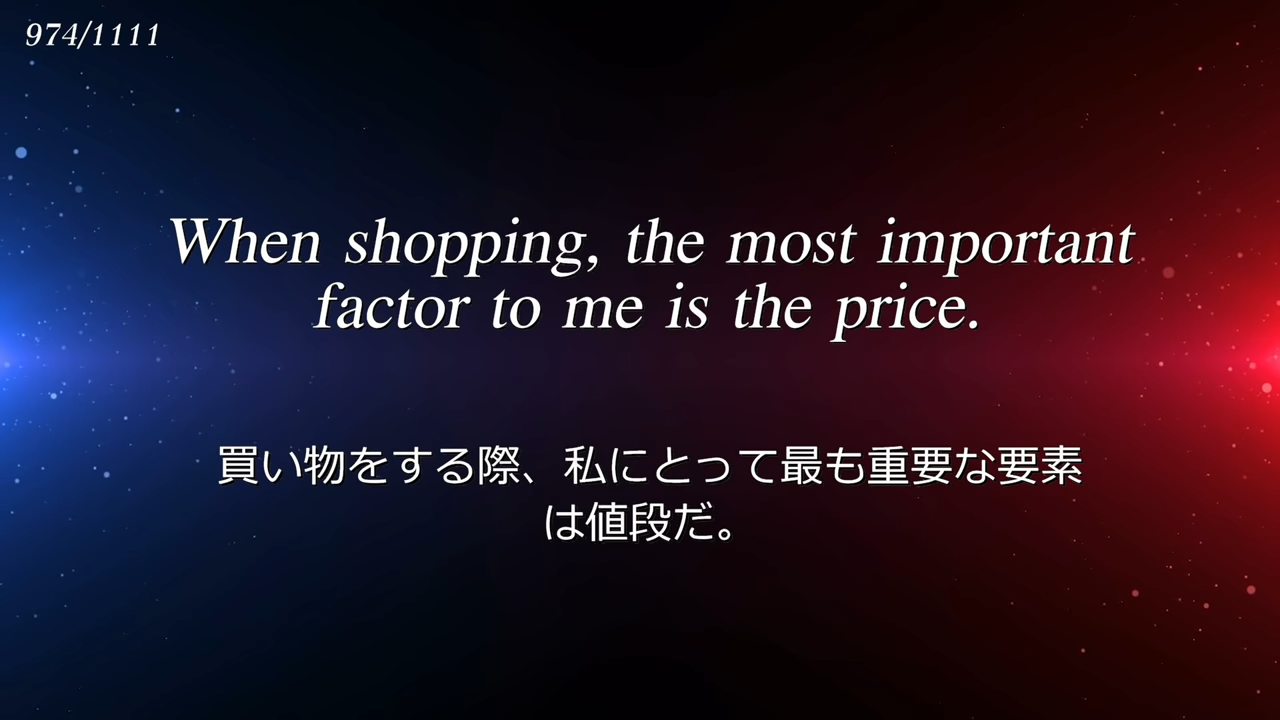 974/1111
When shopping, the most important
factor to me is the price.
買い物をする際、私にとって最も重要な要素
は値段だ。